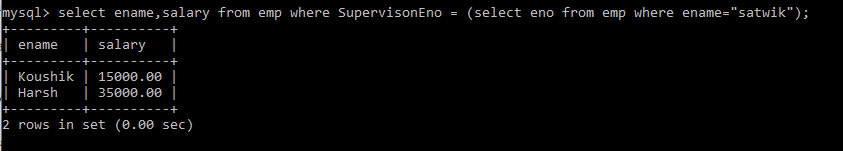 mysql> select ename,salary from emp where SupervisonEno = (select eno from emp where ename="satwik");
+---------+----------+
| ename   | salary   |
+---------+----------+
| Koushik | 15000.00 |
| Harsh   | 35000.00 |
+---------+----------+
2 rows in set (0.00 sec)